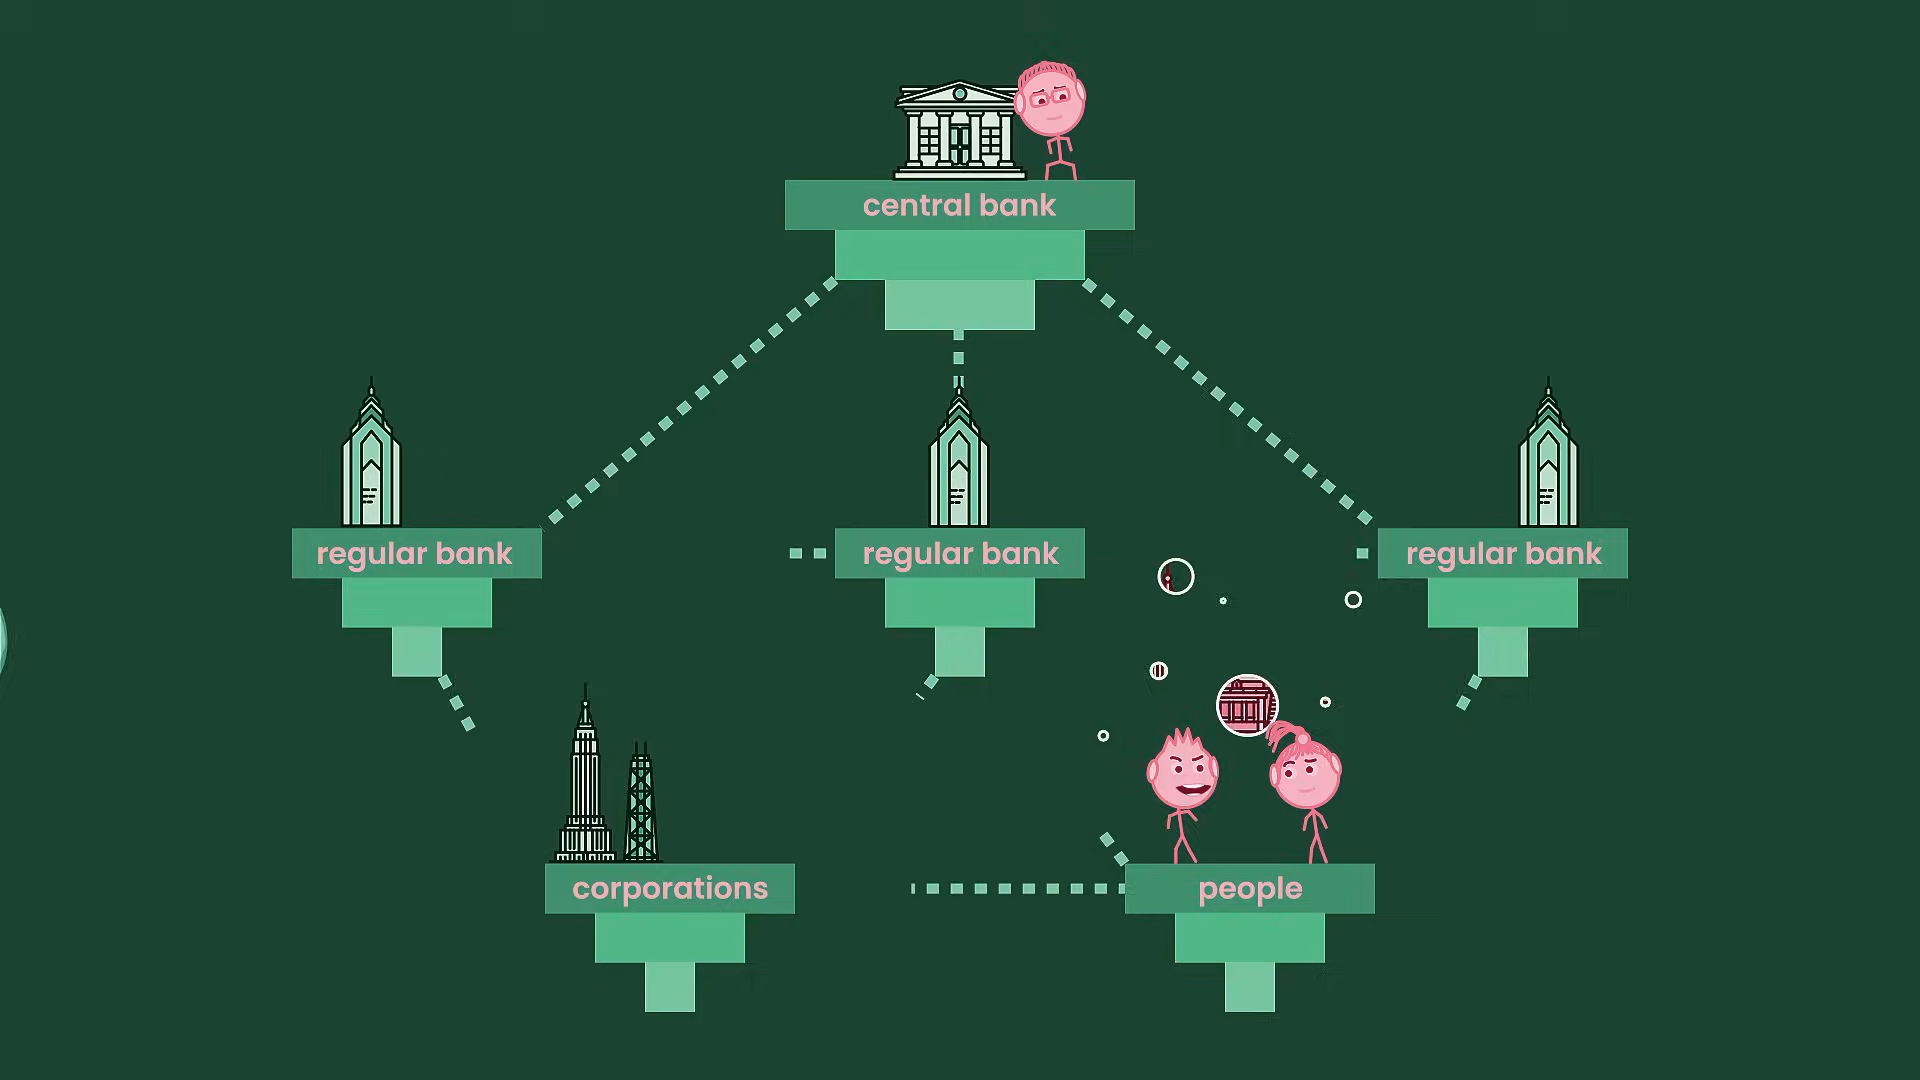 central bank
regular bank
regular bank
regular bank
corporations
people